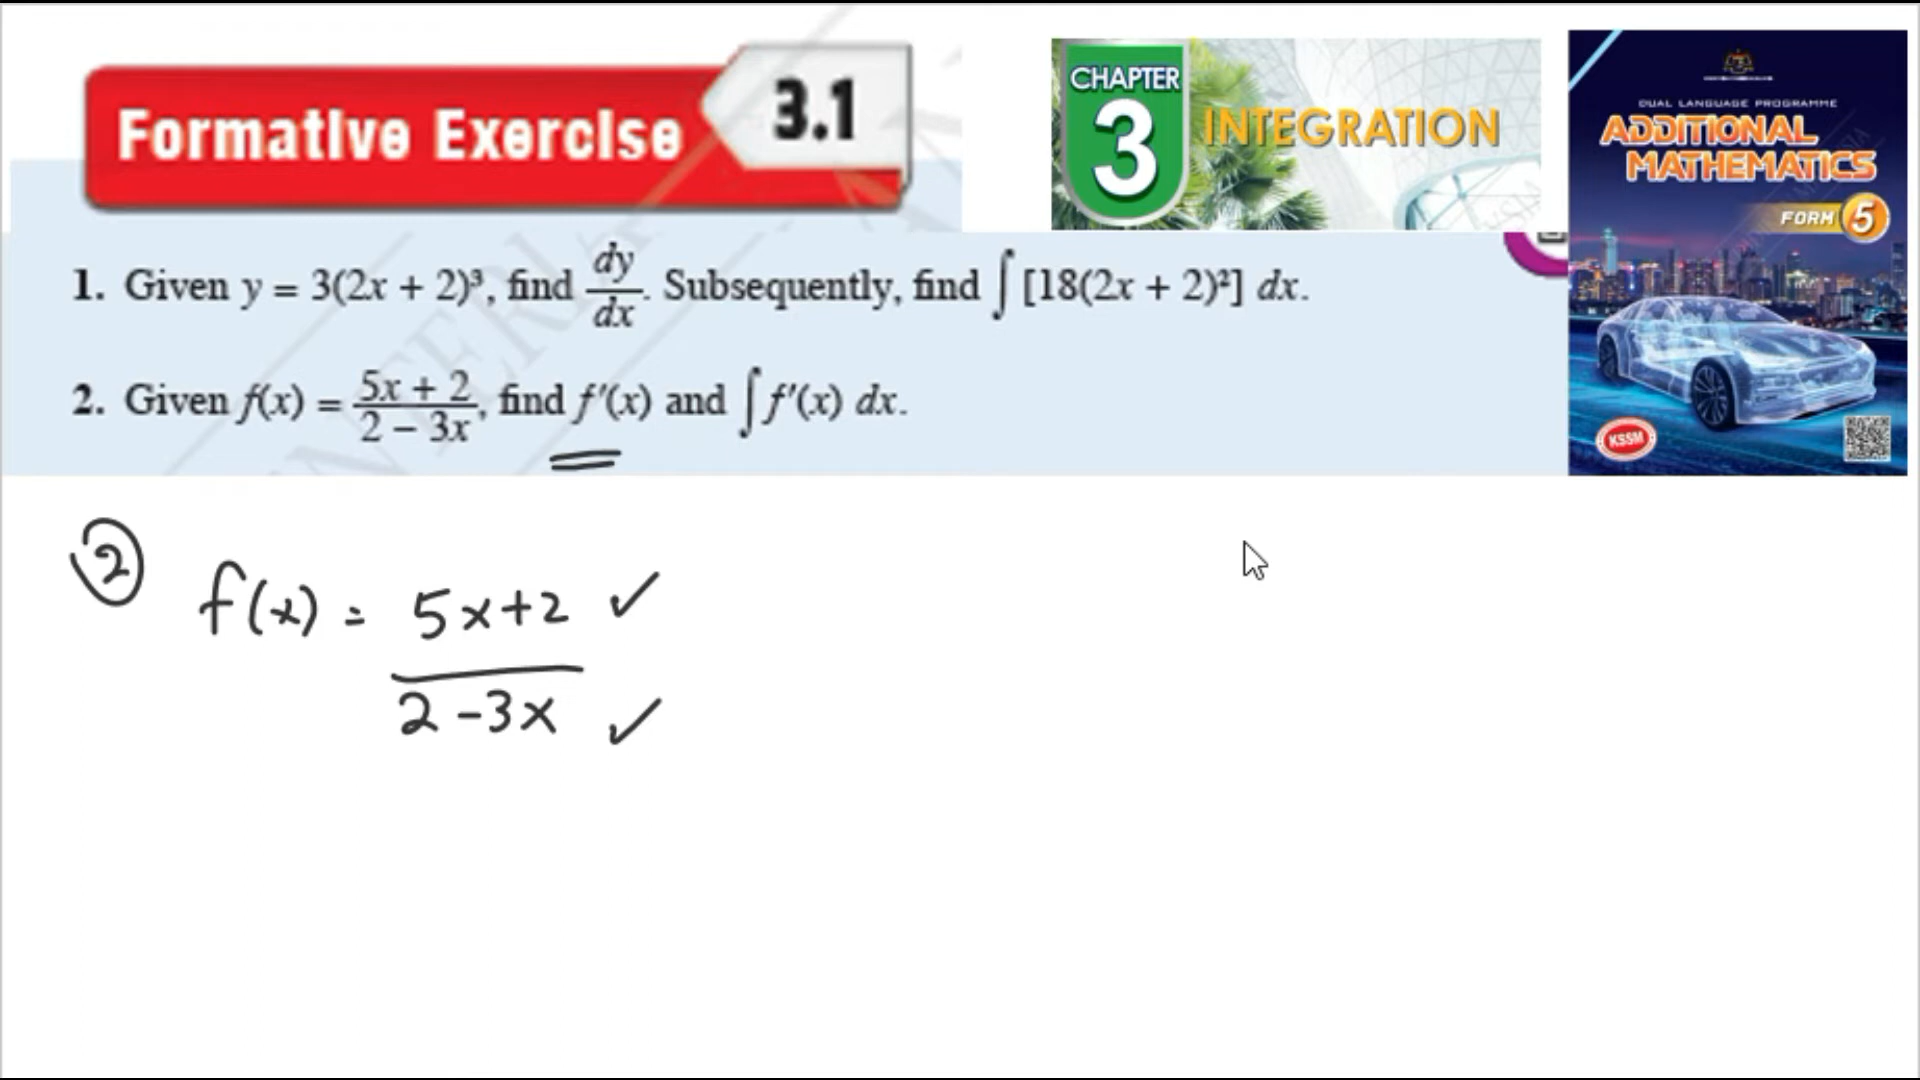 Formative Exercise 3.1
CHAPTER
3
INTEGRATION
DUAL LANGUAGE PROGRAMME
ADDITIONAL
MATHEMATICS
FORM 5
KSSM
1. Given y = 3(2x + 2)³, find dy/dx. Subsequently, find ∫ [18(2x + 2)²] dx.
2. Given f(x) = (5x + 2)/(2 – 3x), find f′(x) and ∫ f′(x) dx.
② f(x) = 5x+2 ✓
2-3x ✓